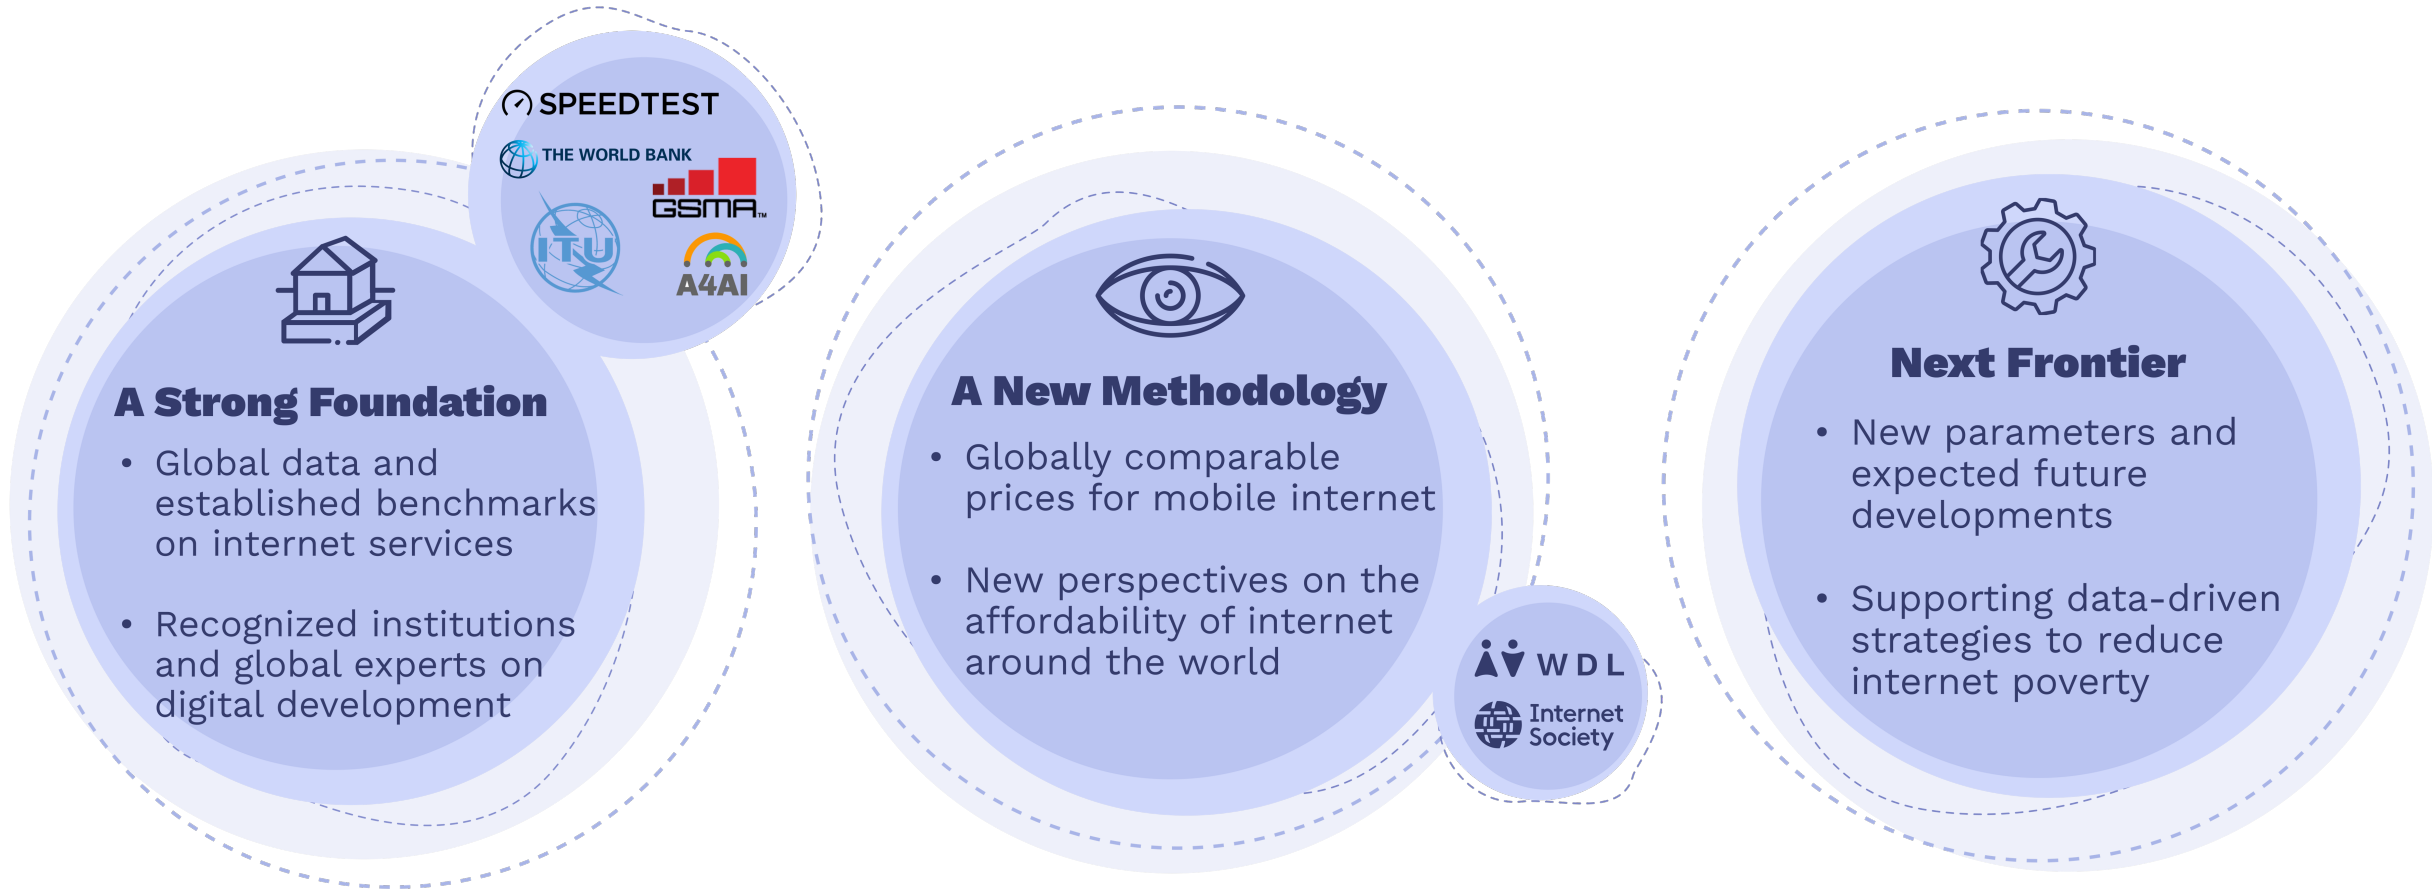 SPEEDTEST
THE WORLD BANK
GSMA™
ITU
A4AI
A Strong Foundation
• Global data and
established benchmarks
on internet services
• Recognized institutions
and global experts on
digital development
A New Methodology
• Globally comparable
prices for mobile internet
• New perspectives on the
affordability of internet
around the world
WDL
Internet
Society
Next Frontier
• New parameters and
expected future
developments
• Supporting data-driven
strategies to reduce
internet poverty